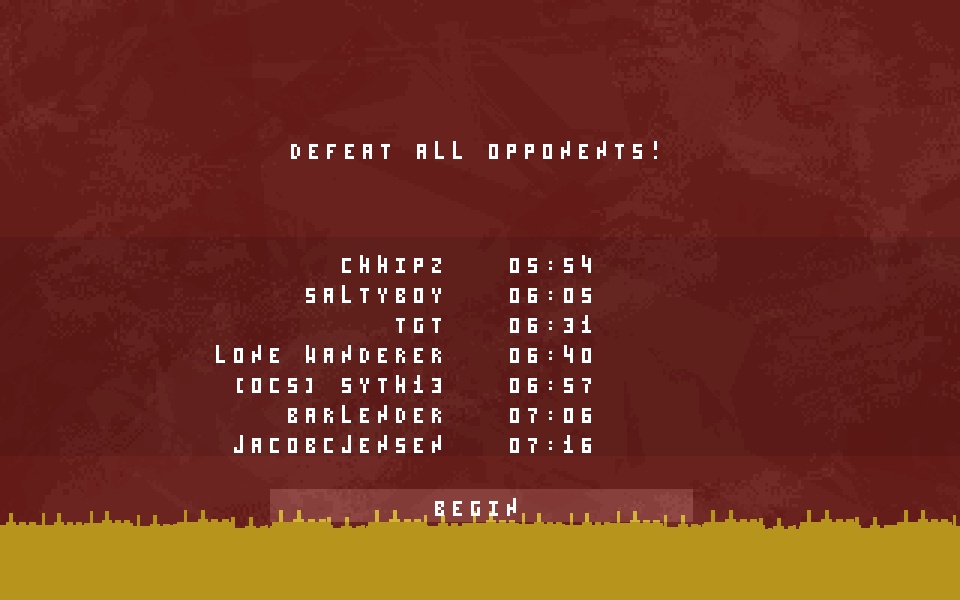 DEFEAT ALL OPPONENTS!
CHHIPZ 05:54
SALTYBOY 06:05
TGT 06:31
LONE WANDERER 06:40
[OCS] SYTH13 06:57
BARLENDER 07:06
JACOBCJENSEN 07:16
BEGIN